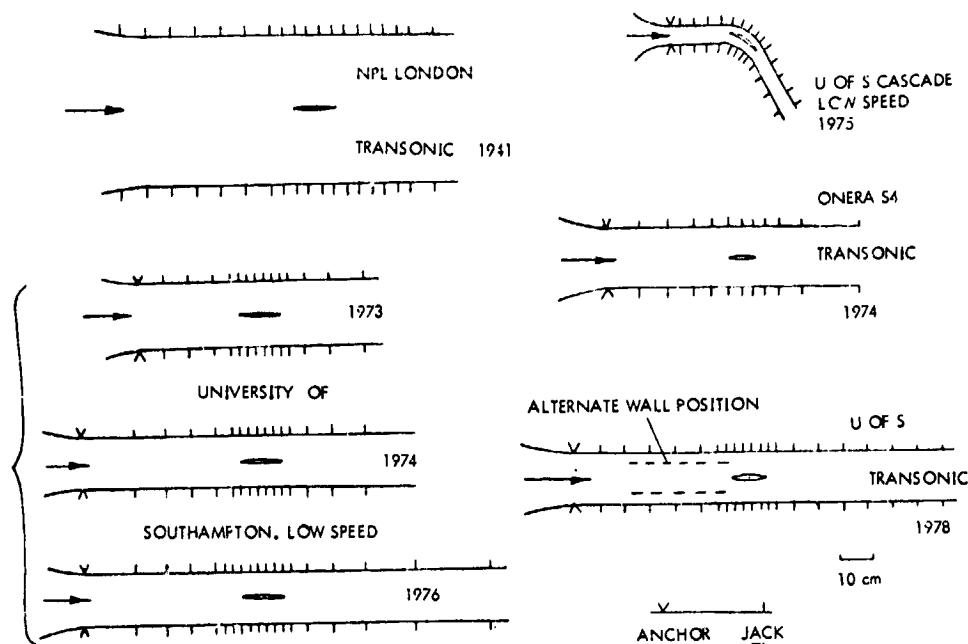 NPL LONDON
TRANSONIC 1941
U OF S CASCADE
LOW SPEED
1975
ONERA S4
TRANSONIC
1974
1973
UNIVERSITY OF
1974
SOUTHAMPTON. LOW SPEED
1976
ALTERNATE WALL POSITION
U OF S
TRANSONIC
1978
10 cm
ANCHOR JACK